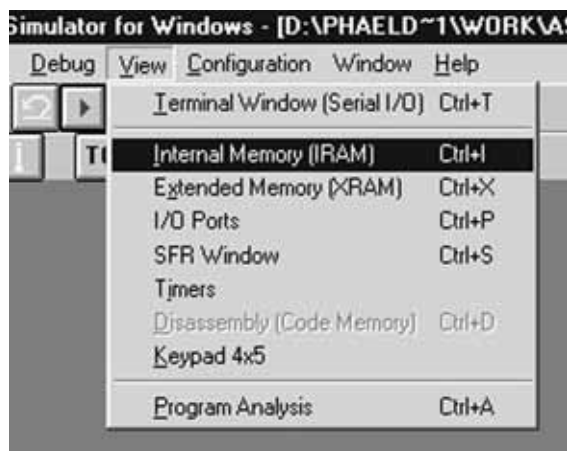 Simulator for Windows - [D:\PHAELD~1\WORK\AS
Debug View Configuration Window Help
Terminal Window (Serial I/O) Ctrl+T
Internal Memory (IRAM) Ctrl+I
Extended Memory (XRAM) Ctrl+X
I/O Ports Ctrl+P
SFR Window Ctrl+S
Timers
Disassembly (Code Memory) Ctrl+D
Keypad 4x5
Program Analysis Ctrl+A